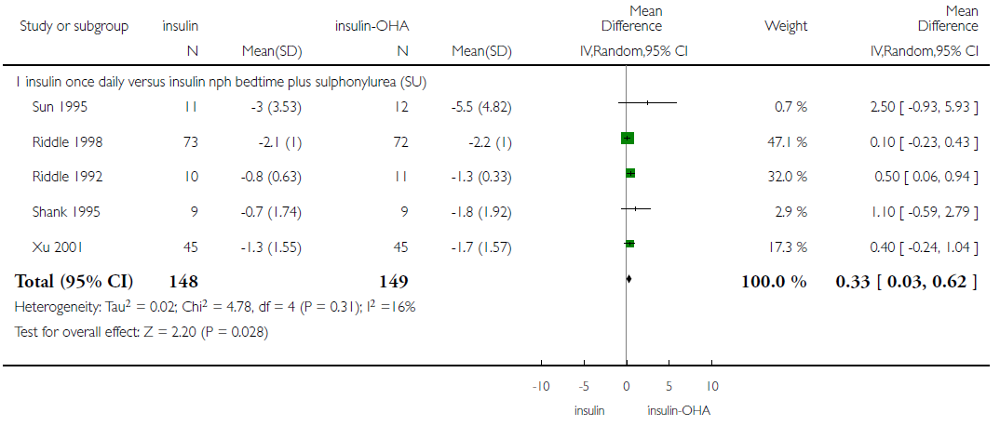 Mean Mean
Study or subgroup insulin insulin-OHA Difference Weight Difference
N Mean(SD) N Mean(SD) IV,Random,95% CI IV,Random,95% CI
1 insulin once daily versus insulin nph bedtime plus sulphonylurea (SU)
Sun 1995 11 -3 (3.53) 12 -5.5 (4.82) 0.7 % 2.50 [ -0.93, 5.93 ]
Riddle 1998 73 -2.1 (1) 72 -2.2 (1) 47.1 % 0.10 [ -0.23, 0.43 ]
Riddle 1992 10 -0.8 (0.63) 11 -1.3 (0.33) 32.0 % 0.50 [ 0.06, 0.94 ]
Shank 1995 9 -0.7 (1.74) 9 -1.8 (1.92) 2.9 % 1.10 [ -0.59, 2.79 ]
Xu 2001 45 -1.3 (1.55) 45 -1.7 (1.57) 17.3 % 0.40 [ -0.24, 1.04 ]
Total (95% CI) 148 149 100.0 % 0.33 [ 0.03, 0.62 ]
Heterogeneity: Tau² = 0.02; Chi² = 4.78, df = 4 (P = 0.31); I² =16%
Test for overall effect: Z = 2.20 (P = 0.028)
-10 -5 0 5 10
insulin insulin-OHA